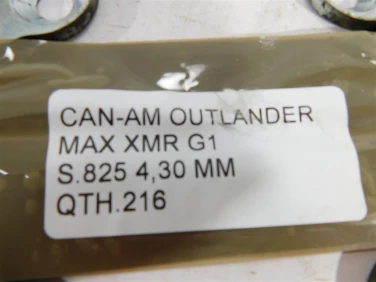 CAN-AM OUTLANDER
MAX XMR G1
S.825 4,30 MM
QTH.216